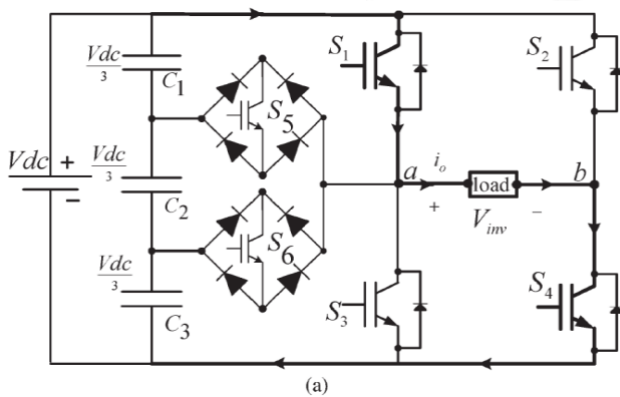 S1
S2
Vdc/3
C1
S5
Vdc +
-
Vdc/3
C2
a
io
load
b
+
Vinv
-
S6
Vdc/3
C3
S3
S4
(a)